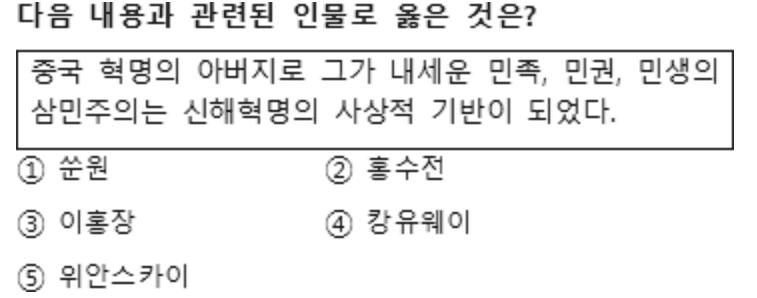 다음 내용과 관련된 인물로 옳은 것은?
중국 혁명의 아버지로 그가 내세운 민족, 민권, 민생의
삼민주의는 신해혁명의 사상적 기반이 되었다.
① 쑨원 ② 홍수전
③ 이홍장 ④ 캉유웨이
⑤ 위안스카이